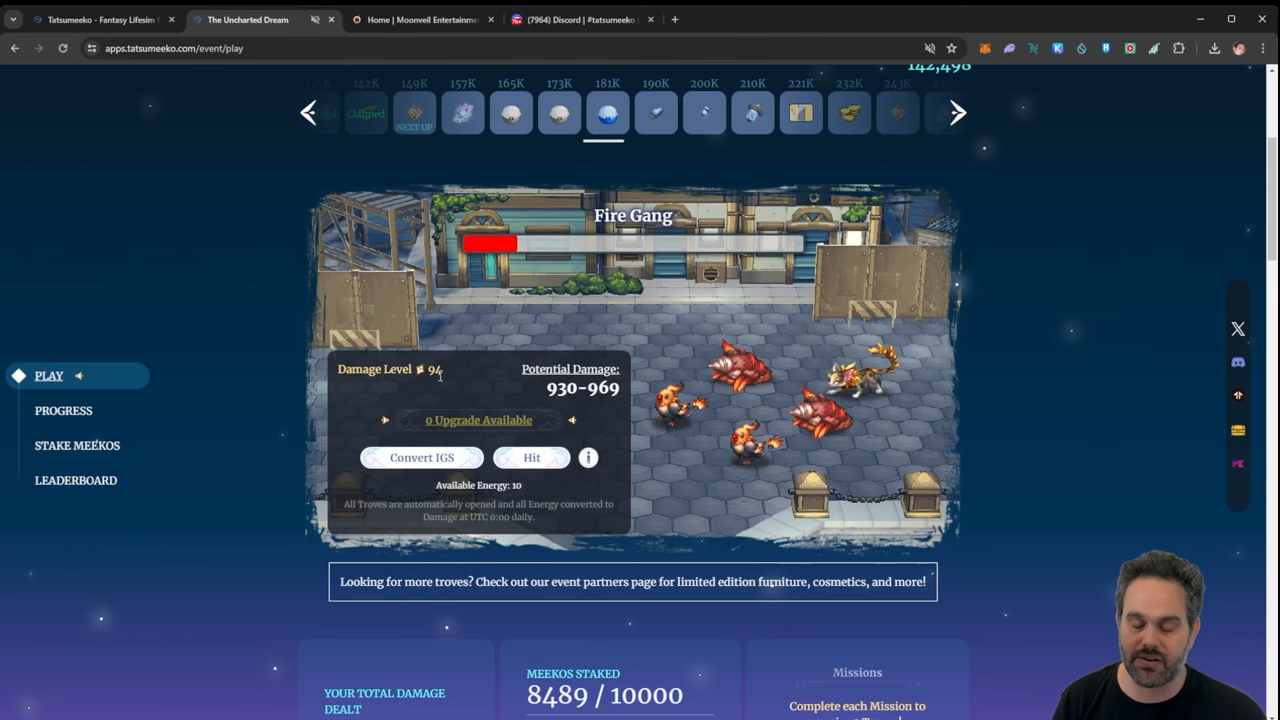 Tatsumeeko - Fantasy Lifesim
The Uncharted Dream
Home | Moonveil Entertainme
(7964) Discord | #tatsumeeko
apps.tatsumeeko.com/event/play
142,498
142K 149K 157K 165K 173K 181K 190K 200K 210K 221K 232K 243K
Claimed
NEXT UP
Fire Gang
Damage Level 94
Potential Damage:
930-969
0 Upgrade Available
Convert IGS
Hit
Available Energy: 10
All Troves are automatically opened and all Energy converted to
Damage at UTC 0:00 daily.
PLAY
PROGRESS
STAKE MEEKOS
LEADERBOARD
Looking for more troves? Check out our event partners page for limited edition furniture, cosmetics, and more!
YOUR TOTAL DAMAGE
DEALT
MEEKOS STAKED
8489 / 10000
Missions
Complete each Mission to